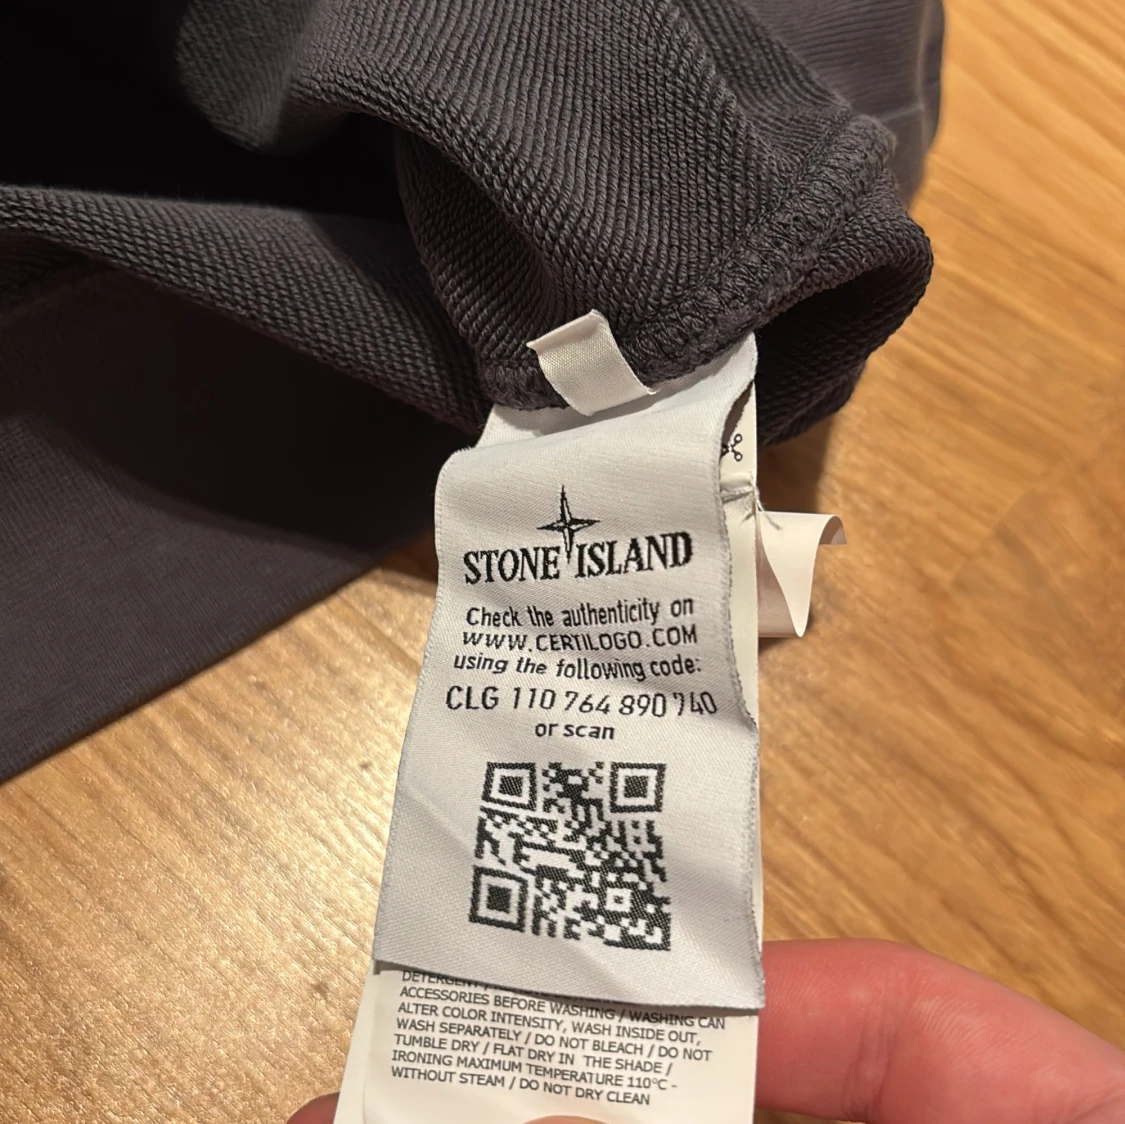 STONE ISLAND
Check the authenticity on
WWW.CERTILOGO.COM
using the following code:
CLG 110 764 890 740
or scan
DETERGENT /
ACCESSORIES BEFORE WASHING / WASHING CAN
ALTER COLOR INTENSITY, WASH INSIDE OUT,
WASH SEPARATELY / DO NOT BLEACH / DO NOT
TUMBLE DRY / FLAT DRY IN THE SHADE /
IRONING MAXIMUM TEMPERATURE 110°C -
WITHOUT STEAM / DO NOT DRY CLEAN